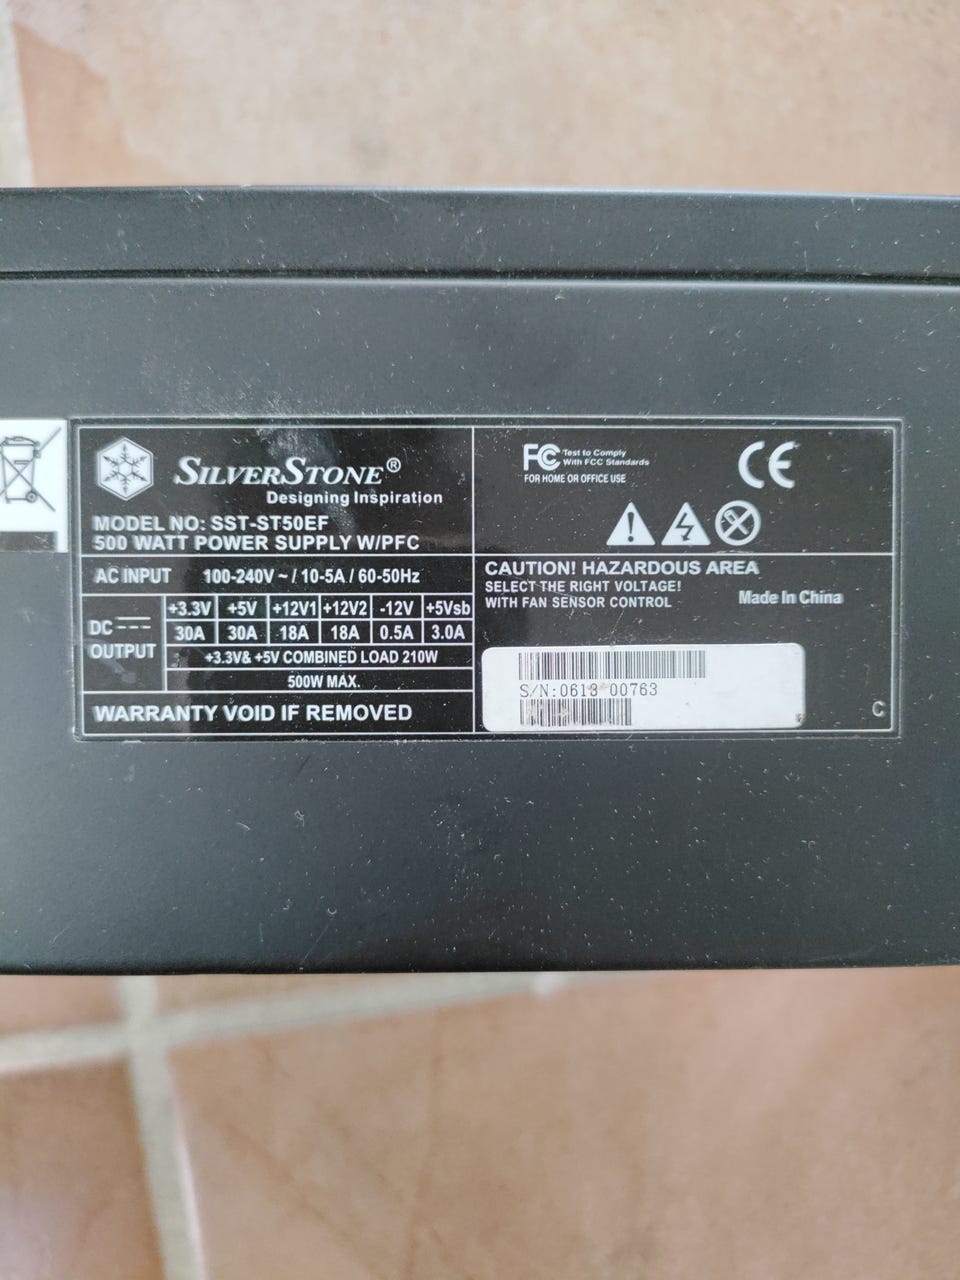 SILVERSTONE®
Designing Inspiration
MODEL NO: SST-ST50EF
500 WATT POWER SUPPLY W/PFC
AC INPUT 100-240V ~ / 10-5A / 60-50Hz
DC OUTPUT
+3.3V +5V +12V1 +12V2 -12V +5Vsb
30A 30A 18A 18A 0.5A 3.0A
+3.3V& +5V COMBINED LOAD 210W
500W MAX.
WARRANTY VOID IF REMOVED
FC Test to Comply
With FCC Standards
FOR HOME OR OFFICE USE
CE
CAUTION! HAZARDOUS AREA
SELECT THE RIGHT VOLTAGE!
WITH FAN SENSOR CONTROL
Made In China
S/N:0613 00763
C